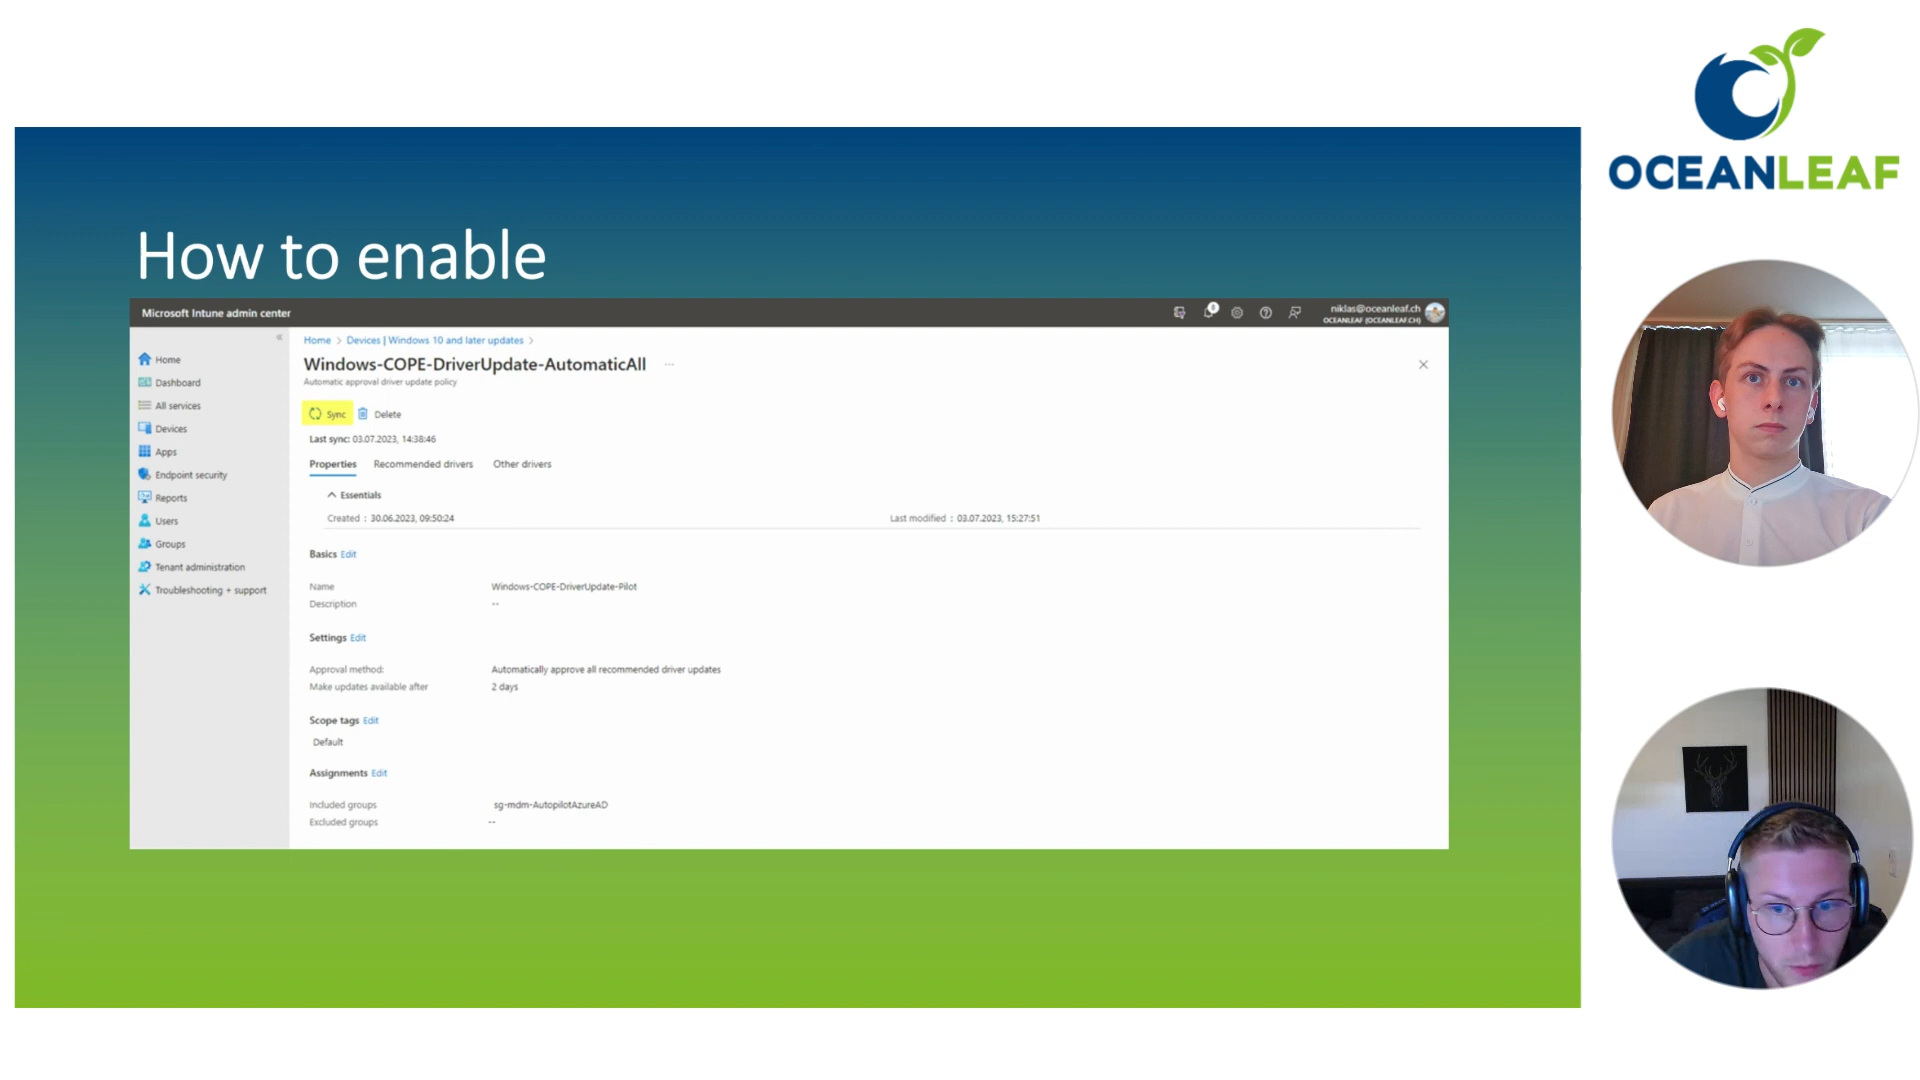 OCEANLEAF
How to enable
Microsoft Intune admin center
niklas@oceanleaf.ch
OCEANLEAF (OCEANLEAF.CH)
Home > Devices | Windows 10 and later updates >
Windows-COPE-DriverUpdate-AutomaticAll ...
Automatic approval driver update policy
Home
Dashboard
All services
Devices
Apps
Endpoint security
Reports
Users
Groups
Tenant administration
Troubleshooting + support
Sync Delete
Last sync: 03.07.2023, 14:38:46
Properties Recommended drivers Other drivers
Essentials
Created : 30.06.2023, 09:50:24 Last modified : 03.07.2023, 15:27:51
Basics Edit
Name Windows-COPE-DriverUpdate-Pilot
Description --
Settings Edit
Approval method: Automatically approve all recommended driver updates
Make updates available after 2 days
Scope tags Edit
Default
Assignments Edit
Included groups sg-mdm-AutopilotAzureAD
Excluded groups --